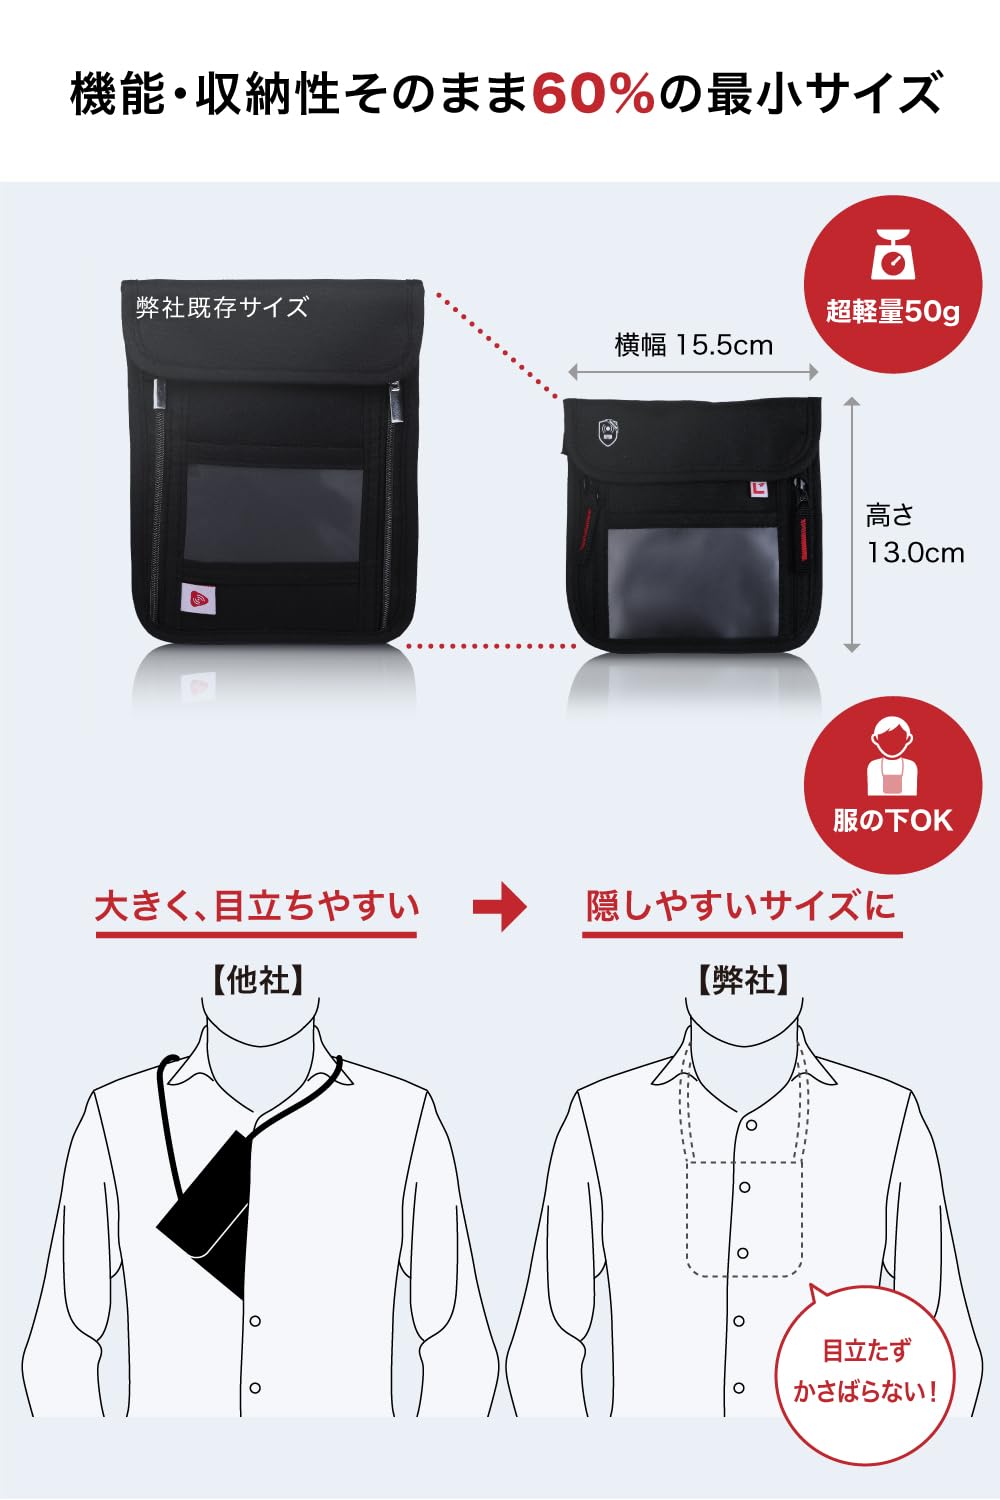 機能・収納性そのまま60%の最小サイズ
超軽量50g
弊社既存サイズ
横幅 15.5cm
高さ
13.0cm
服の下OK
大きく、目立ちやすい
隠しやすいサイズに
【他社】
【弊社】
目立たず
かさばらない！